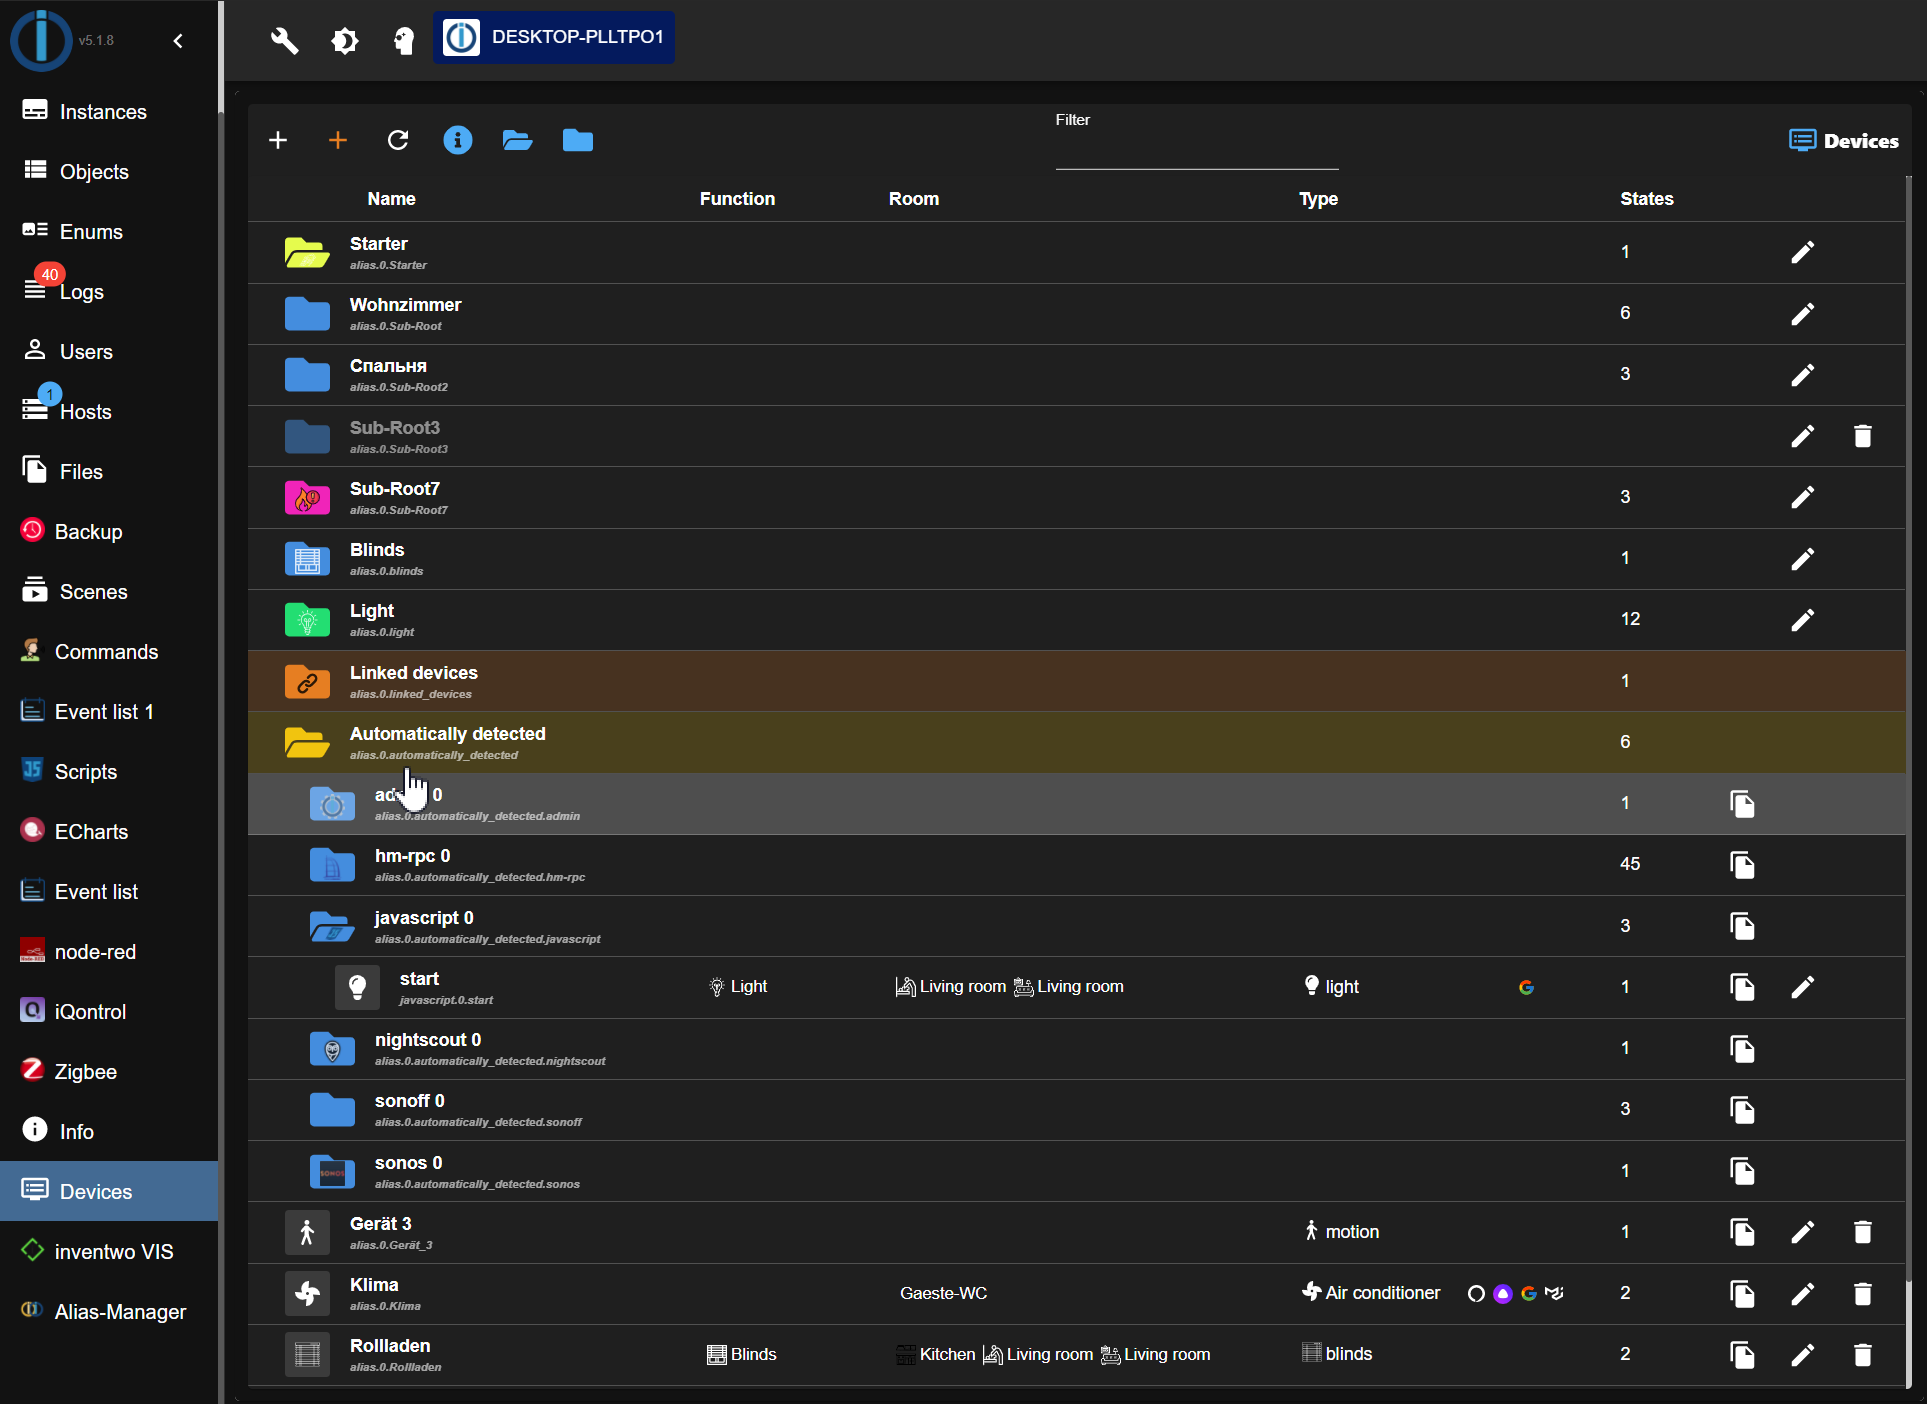 v5.1.8
DESKTOP-PLLTPO1
Instances
Objects
Enums
40
Logs
Users
1
Hosts
Files
Backup
Scenes
Commands
Event list 1
Scripts
ECharts
Event list
node-red
iQontrol
Zigbee
Info
Devices
inventwo VIS
Alias-Manager
Filter
Devices
Name Function Room Type States
Starter 1
alias.0.Starter
Wohnzimmer 6
alias.0.Sub-Root
Спальня 3
alias.0.Sub-Root2
Sub-Root3
alias.0.Sub-Root3
Sub-Root7 3
alias.0.Sub-Root7
Blinds 1
alias.0.blinds
Light 12
alias.0.light
Linked devices 1
alias.0.linked_devices
Automatically detected 6
alias.0.automatically_detected
0 1
alias.0.automatically_detected.admin
hm-rpc 0 45
alias.0.automatically_detected.hm-rpc
javascript 0 3
alias.0.automatically_detected.javascript
start Light Living room Living room light 1
javascript.0.start
nightscout 0 1
alias.0.automatically_detected.nightscout
sonoff 0 3
alias.0.automatically_detected.sonoff
sonos 0 1
alias.0.automatically_detected.sonos
Gerät 3 motion 1
alias.0.Gerät_3
Klima Gaeste-WC Air conditioner 2
alias.0.Klima
Rollladen Blinds Kitchen Living room Living room blinds 2
alias.0.Rollladen